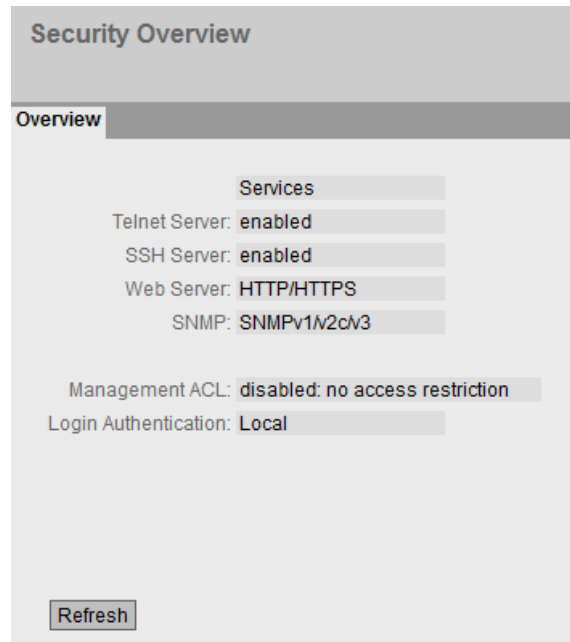 Security Overview
Overview
Services
Telnet Server: enabled
SSH Server: enabled
Web Server: HTTP/HTTPS
SNMP: SNMPv1/v2c/v3
Management ACL: disabled: no access restriction
Login Authentication: Local
Refresh